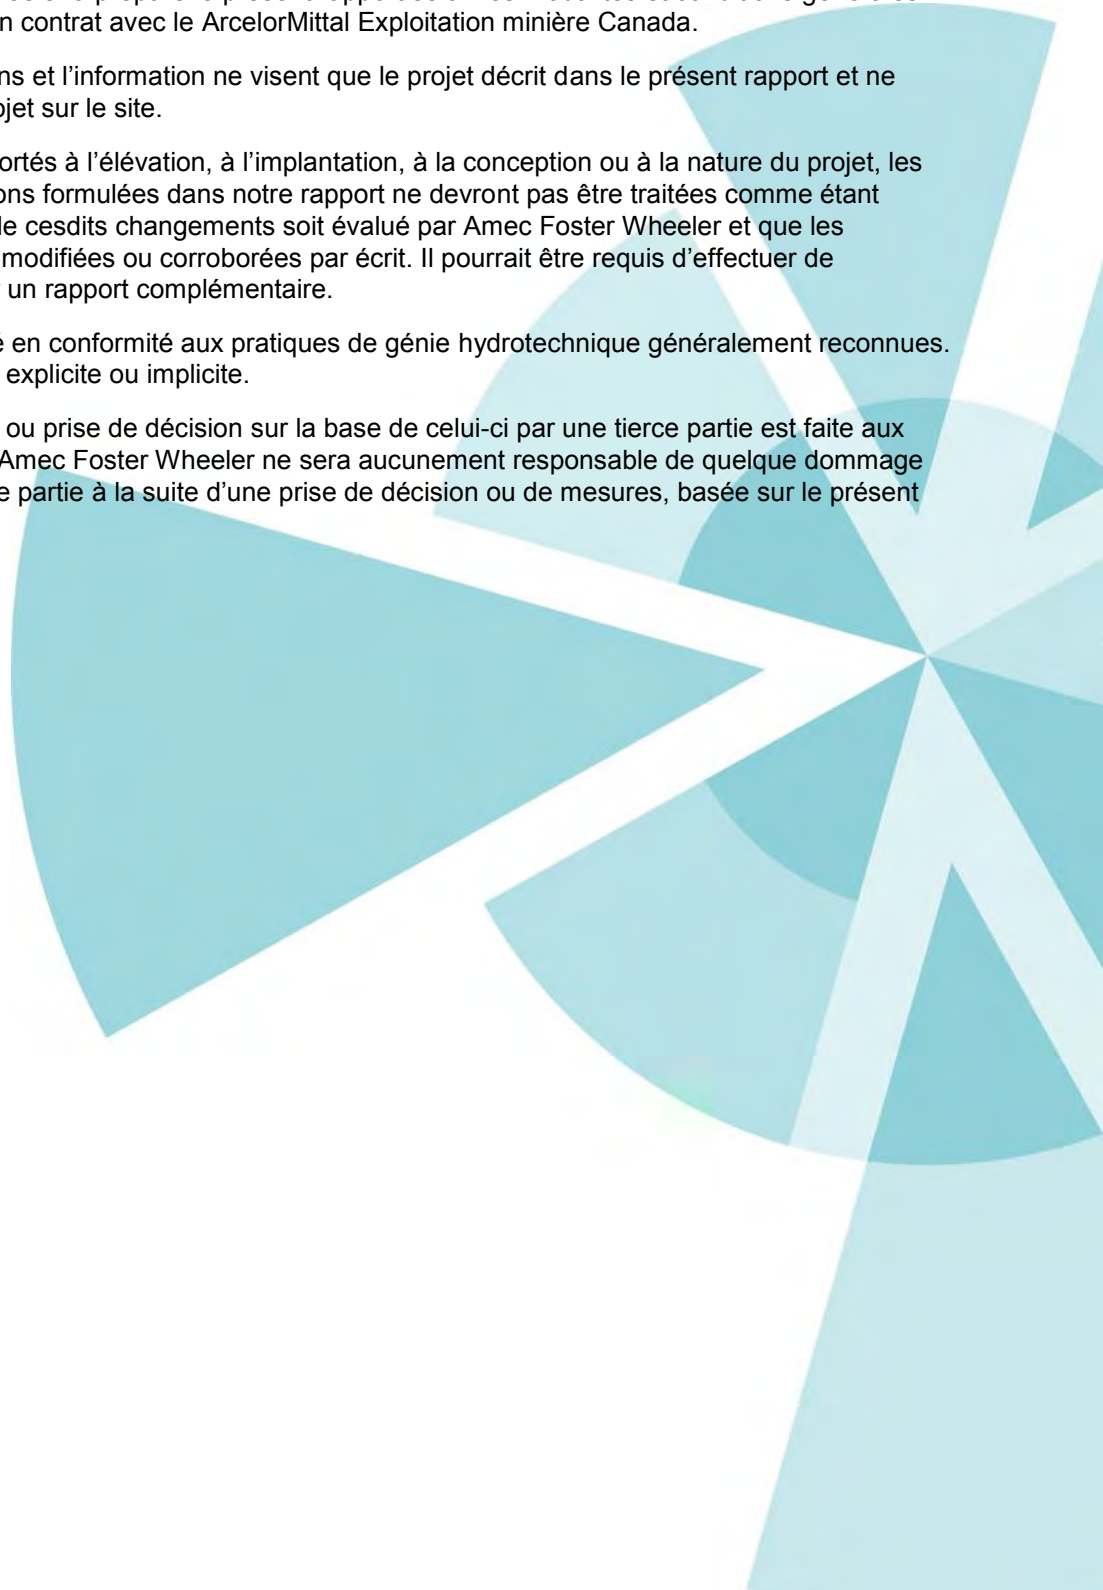 n contrat avec le ArcelorMittal Exploitation minière Canada.
ns et l’information ne visent que le projet décrit dans le présent rapport et ne
ojet sur le site.
ortés à l’élévation, à l’implantation, à la conception ou à la nature du projet, les
ons formulées dans notre rapport ne devront pas être traitées comme étant
de cesdits changements soit évalué par Amec Foster Wheeler et que les
modifiées ou corroborées par écrit. Il pourrait être requis d’effectuer de
r un rapport complémentaire.
é en conformité aux pratiques de génie hydrotechnique généralement reconnues.
explicite ou implicite.
ou prise de décision sur la base de celui-ci par une tierce partie est faite aux
Amec Foster Wheeler ne sera aucunement responsable de quelque dommage
e partie à la suite d’une prise de décision ou de mesures, basée sur le présent